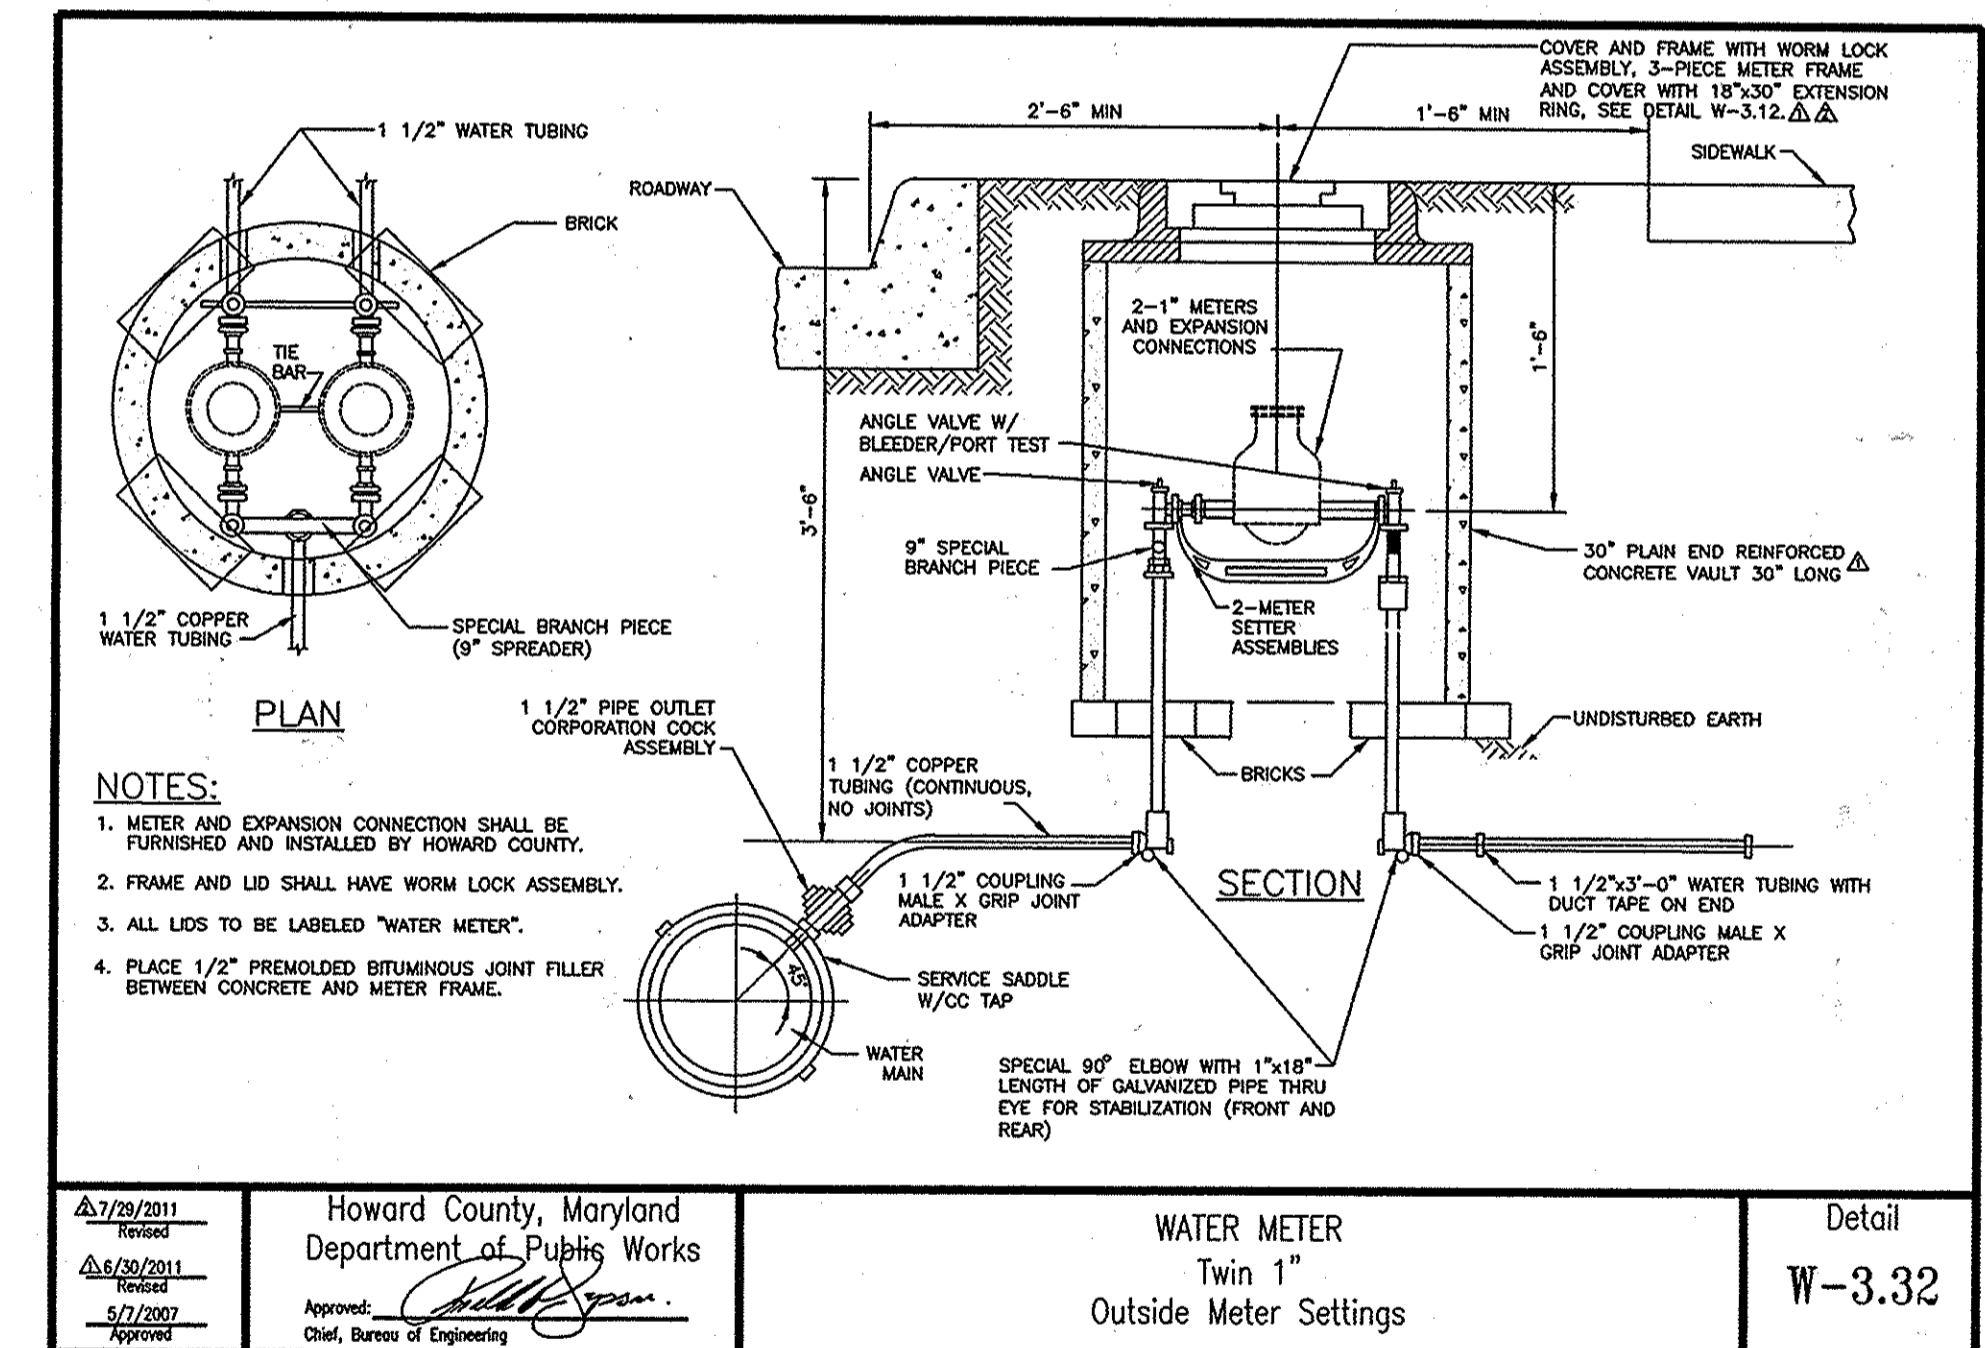 COVER AND FRAME WITH WORM LOCK
ASSEMBLY, 3-PIECE METER FRAME
AND COVER WITH 18"x30" EXTENSION
RING, SEE DETAIL W-3.12. 1 2
2'-6" MIN
1'-6" MIN
1 1/2" WATER TUBING
SIDEWALK
ROADWAY
BRICK
2-1" METERS
AND EXPANSION
CONNECTIONS
1'-6"
TIE
BAR
ANGLE VALVE W/
BLEEDER/PORT TEST
ANGLE VALVE
3'-6"
9" SPECIAL
BRANCH PIECE
30" PLAIN END REINFORCED
CONCRETE VAULT 30" LONG 1
2-METER
SETTER
ASSEMBLIES
1 1/2" COPPER
WATER TUBING
SPECIAL BRANCH PIECE
(9" SPREADER)
PLAN
1 1/2" PIPE OUTLET
CORPORATION COCK
ASSEMBLY
UNDISTURBED EARTH
BRICKS
1 1/2" COPPER
TUBING (CONTINUOUS,
NO JOINTS)
NOTES:
1. METER AND EXPANSION CONNECTION SHALL BE
FURNISHED AND INSTALLED BY HOWARD COUNTY.
2. FRAME AND LID SHALL HAVE WORM LOCK ASSEMBLY.
3. ALL LIDS TO BE LABELED "WATER METER".
4. PLACE 1/2" PREMOLDED BITUMINOUS JOINT FILLER
BETWEEN CONCRETE AND METER FRAME.
1 1/2" COUPLING
MALE X GRIP JOINT
ADAPTER
SECTION
1 1/2"x3'-0" WATER TUBING WITH
DUCT TAPE ON END
1 1/2" COUPLING MALE X
GRIP JOINT ADAPTER
45°
SERVICE SADDLE
W/CC TAP
WATER
MAIN
SPECIAL 90° ELBOW WITH 1"x18"
LENGTH OF GALVANIZED PIPE THRU
EYE FOR STABILIZATION (FRONT AND
REAR)
2 7/29/2011
Revised
1 6/30/2011
Revised
5/7/2007
Approved
Howard County, Maryland
Department of Public Works
Approved:
Chief, Bureau of Engineering
WATER METER
Twin 1"
Outside Meter Settings
Detail
W-3.32